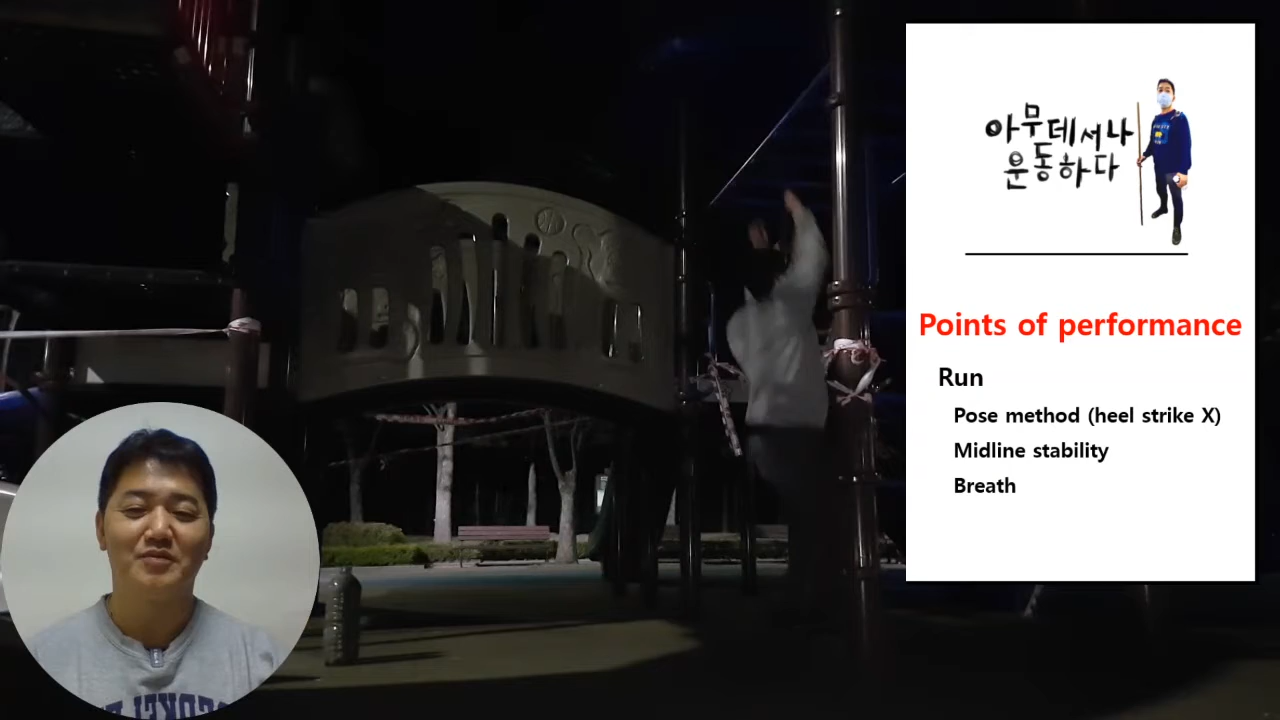 아무데서나
운동하다
Points of performance
Run
Pose method (heel strike X)
Midline stability
Breath